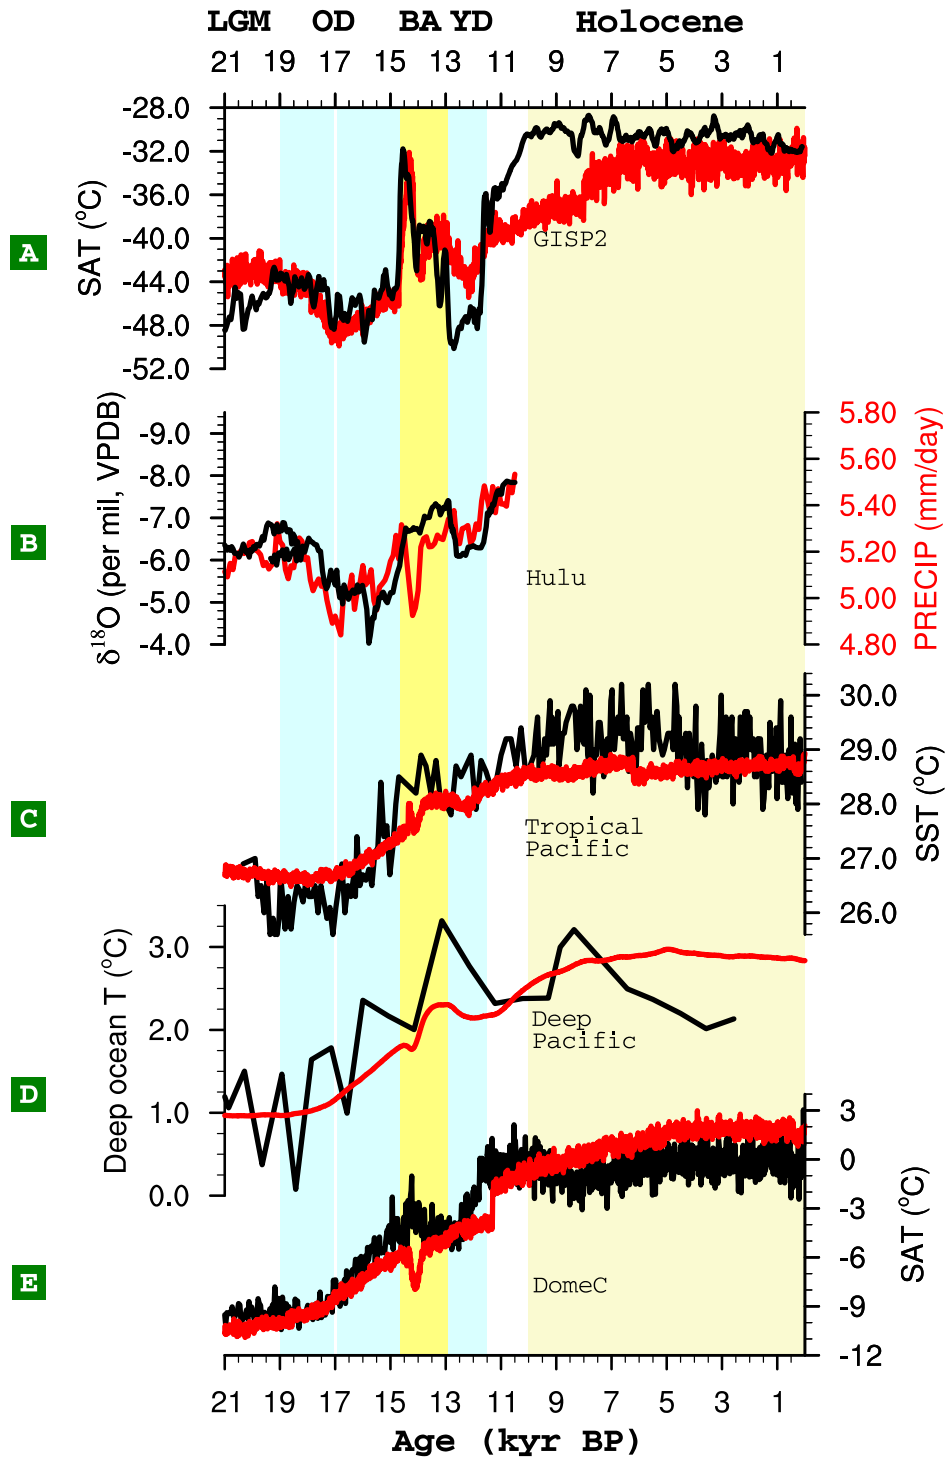 LGM OD BA YD Holocene
21 19 17 15 13 11 9 7 5 3 1
A
SAT (°C)
-28.0
-32.0
-36.0
-40.0
-44.0
-48.0
-52.0
GISP2
B
δ¹⁸O (per mil, VPDB)
-9.0
-8.0
-7.0
-6.0
-5.0
-4.0
Hulu
5.80
5.60
5.40
5.20
5.00
4.80
PRECIP (mm/day)
C
Tropical
Pacific
30.0
29.0
28.0
27.0
26.0
SST (°C)
D
Deep ocean T (°C)
3.0
2.0
1.0
0.0
Deep
Pacific
E
DomeC
3
0
-3
-6
-9
-12
SAT (°C)
21 19 17 15 13 11 9 7 5 3 1
Age (kyr BP)